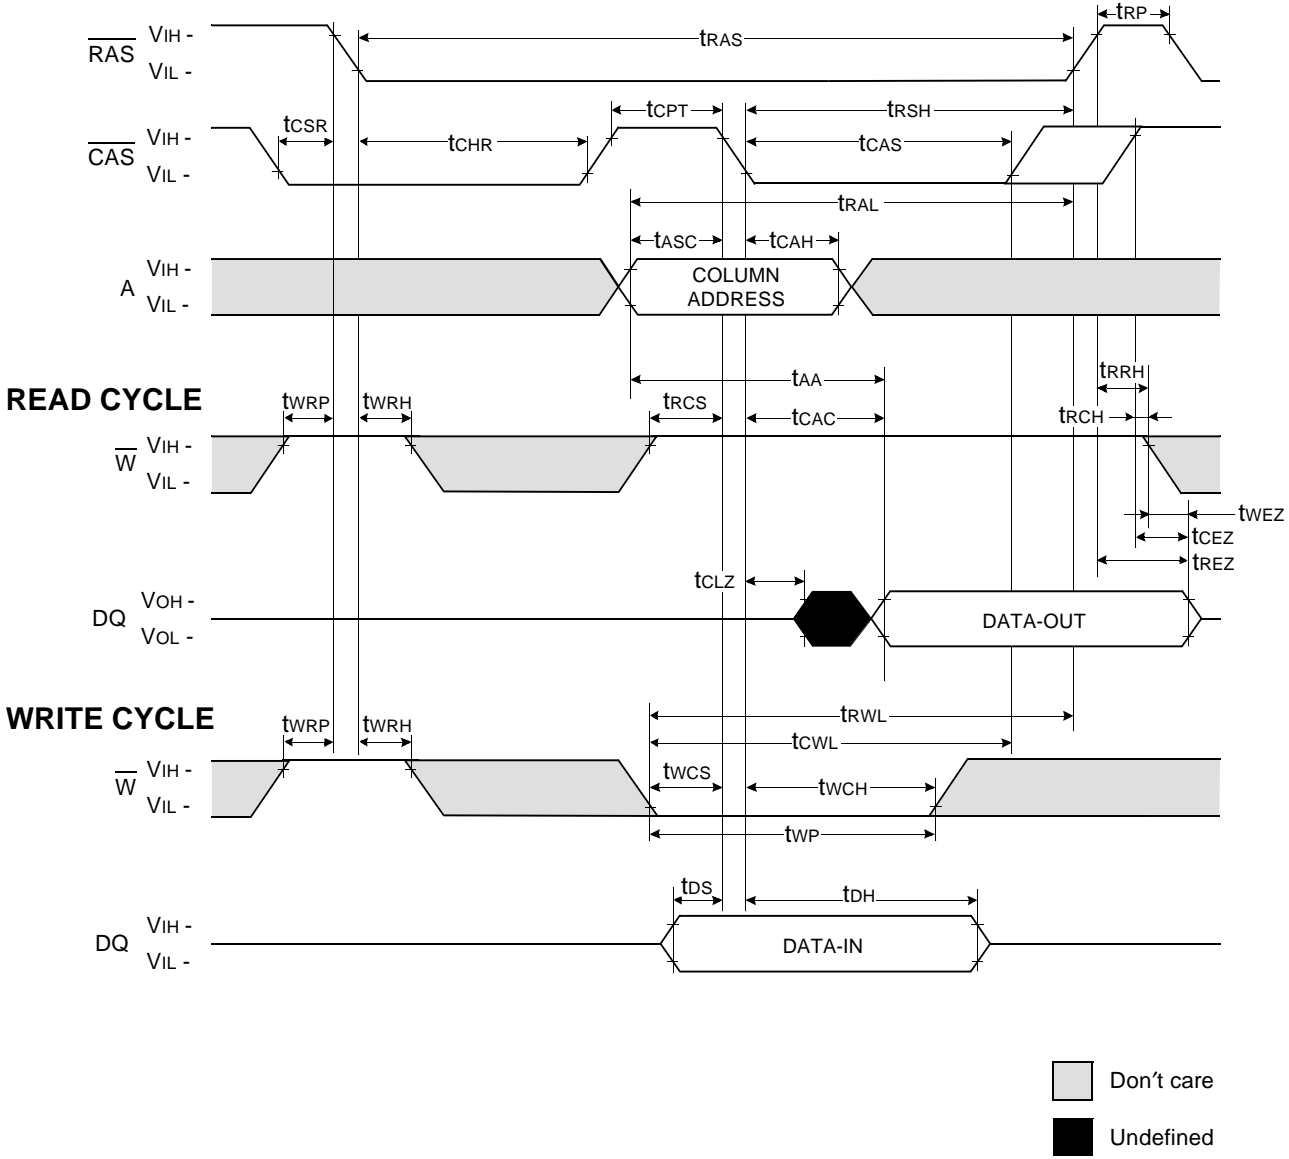 tRP
RAS VIH -
tRAS
VIL -
tCPT tRSH
tCSR
CAS VIH -
tCHR tCAS
VIL -
tRAL
tASC tCAH
A VIH -
COLUMN
VIL -
ADDRESS
tAA tRRH
READ CYCLE
tWRP tWRH tRCS tCAC tRCH
W VIH -
VIL -
tWEZ
tCEZ
tREZ
tCLZ
DQ VOH -
VOL -
DATA-OUT
WRITE CYCLE
tWRP tWRH tRWL
tCWL
W VIH -
tWCS tWCH
VIL -
tWP
tDS tDH
DQ VIH -
VIL -
DATA-IN
Don′t care
Undefined